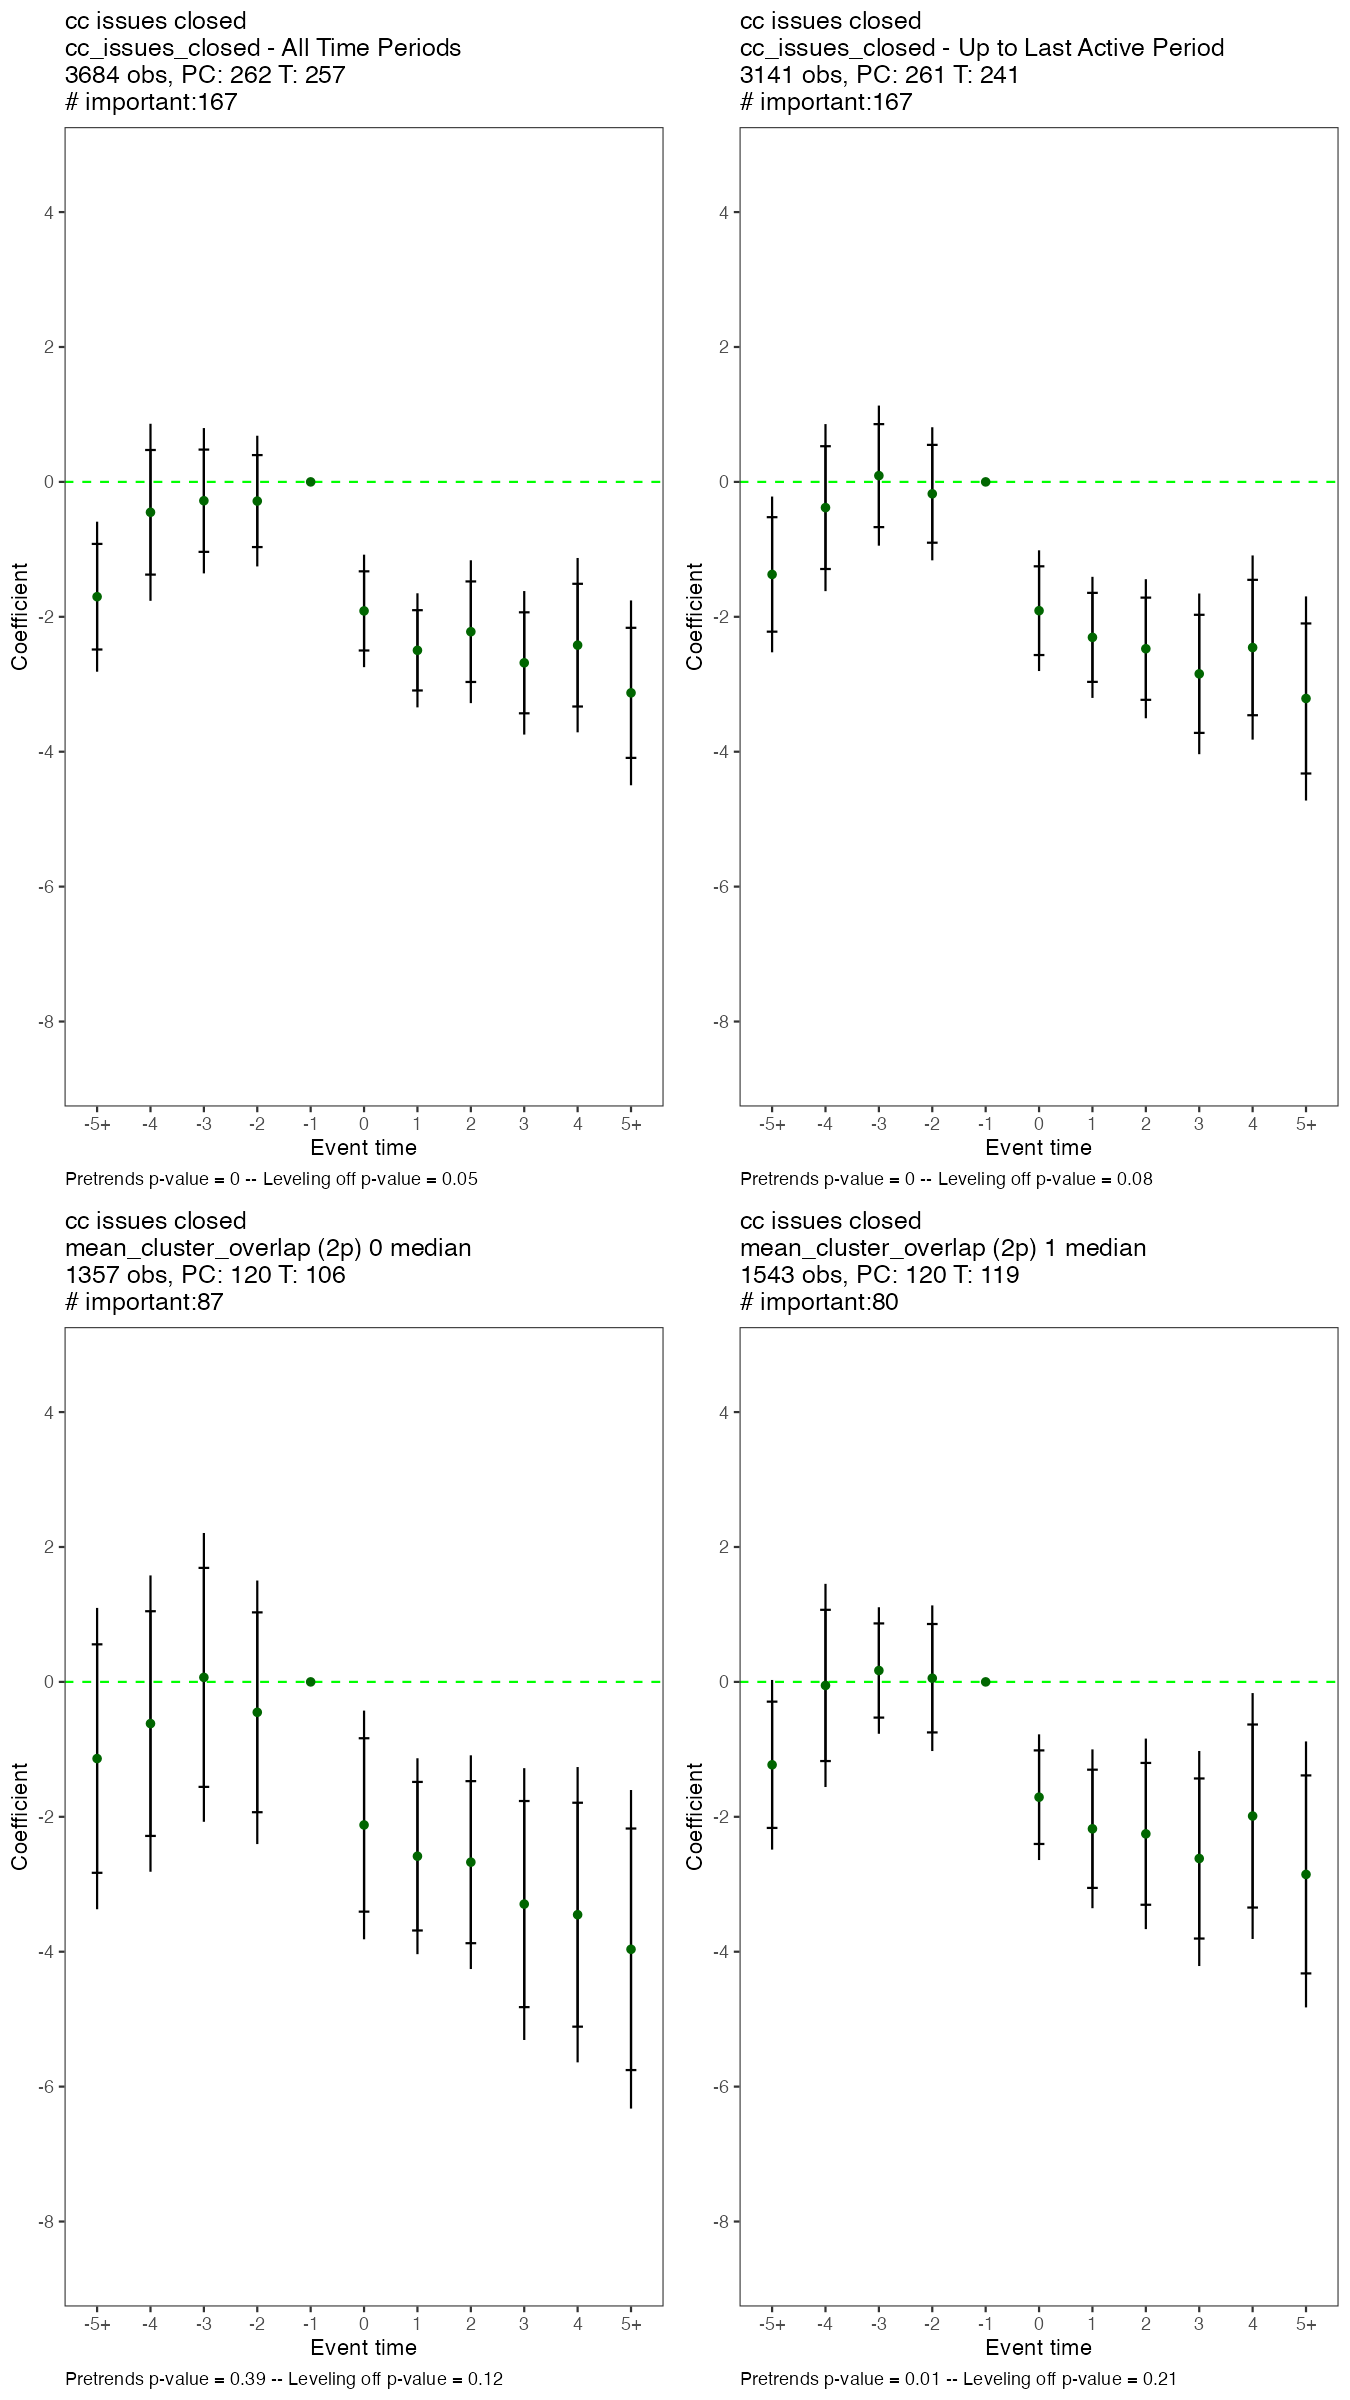 cc issues closed
cc_issues_closed - All Time Periods
3684 obs, PC: 262 T: 257
# important:167
4
2
0
-2
-4
-6
-8
Coefficient
-5+ -4 -3 -2 -1 0 1 2 3 4 5+
Event time
Pretrends p-value = 0 -- Leveling off p-value = 0.05
cc issues closed
cc_issues_closed - Up to Last Active Period
3141 obs, PC: 261 T: 241
# important:167
4
2
0
-2
-4
-6
-8
Coefficient
-5+ -4 -3 -2 -1 0 1 2 3 4 5+
Event time
Pretrends p-value = 0 -- Leveling off p-value = 0.08
cc issues closed
mean_cluster_overlap (2p) 0 median
1357 obs, PC: 120 T: 106
# important:87
4
2
0
-2
-4
-6
-8
Coefficient
-5+ -4 -3 -2 -1 0 1 2 3 4 5+
Event time
Pretrends p-value = 0.39 -- Leveling off p-value = 0.12
cc issues closed
mean_cluster_overlap (2p) 1 median
1543 obs, PC: 120 T: 119
# important:80
4
2
0
-2
-4
-6
-8
Coefficient
-5+ -4 -3 -2 -1 0 1 2 3 4 5+
Event time
Pretrends p-value = 0.01 -- Leveling off p-value = 0.21